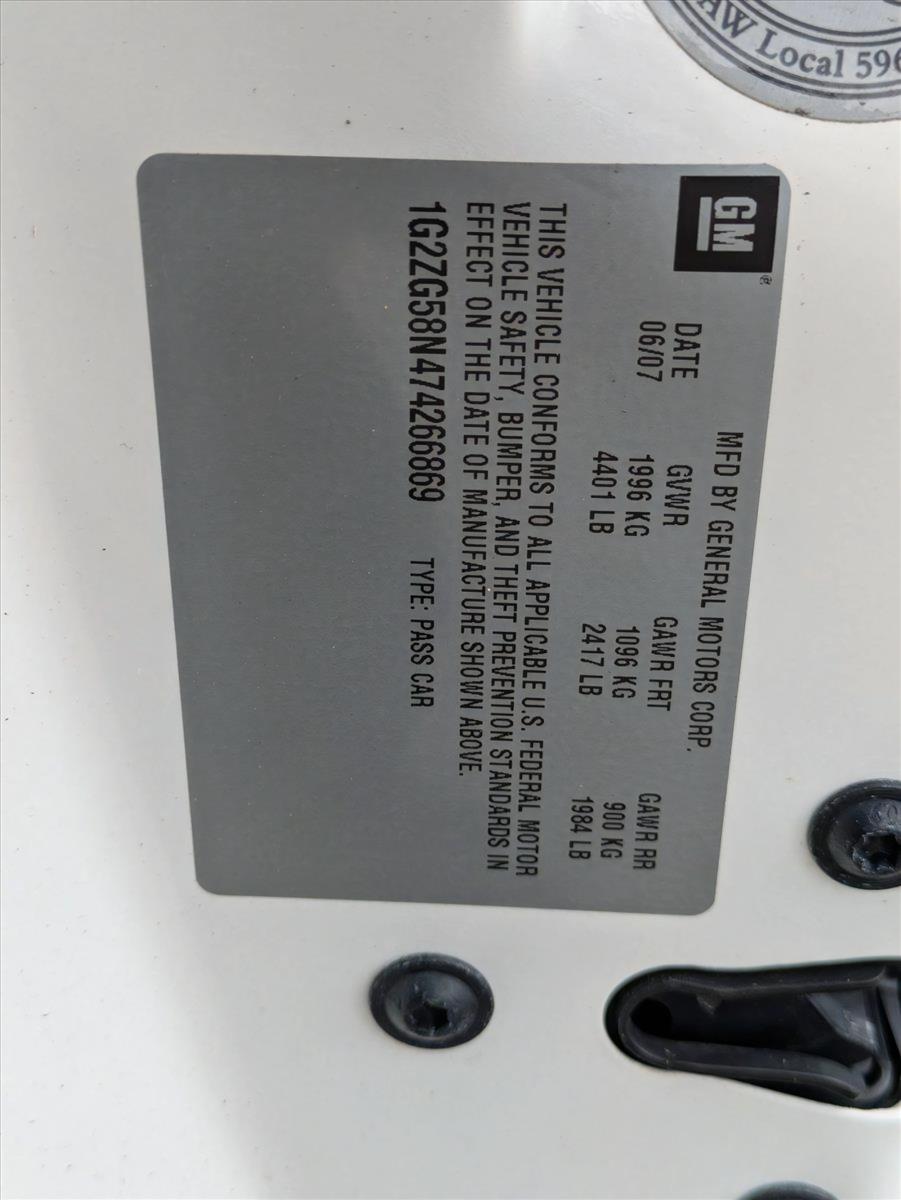 AW Local 596
GM
®
MFD BY GENERAL MOTORS CORP.
DATE GVWR GAWR FRT GAWR RR
06/07 1996 KG 1096 KG 900 KG
4401 LB 2417 LB 1984 LB
THIS VEHICLE CONFORMS TO ALL APPLICABLE U.S. FEDERAL MOTOR
VEHICLE SAFETY, BUMPER, AND THEFT PREVENTION STANDARDS IN
EFFECT ON THE DATE OF MANUFACTURE SHOWN ABOVE.
1G2ZG58N474266869 TYPE: PASS CAR